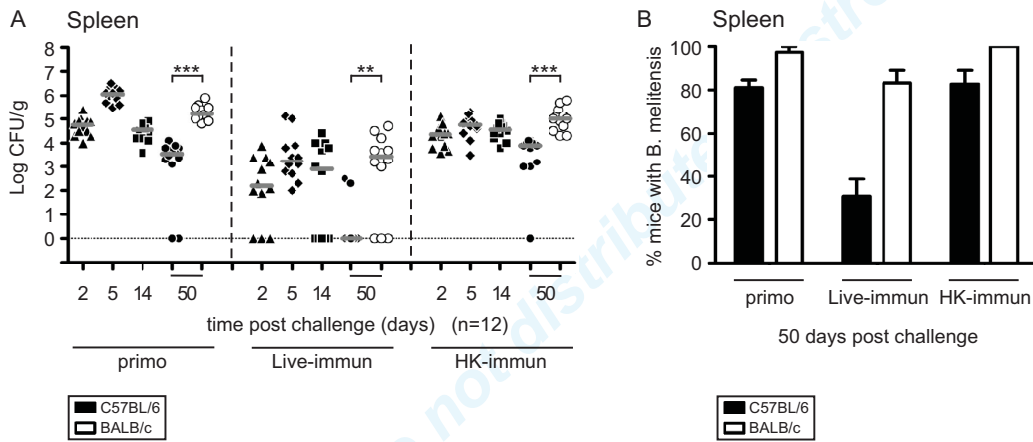 A Spleen
Log CFU/g
8
7
6
5
4
3
2
1
0
*** ** ***
2 5 14 50 2 5 14 50 2 5 14 50
time post challenge (days) (n=12)
primo Live-immun HK-immun
C57BL/6
BALB/c
B Spleen
% mice with B. melitensis
100
80
60
40
20
0
primo Live-immun HK-immun
50 days post challenge
C57BL/6
BALB/c
not distribute
distri